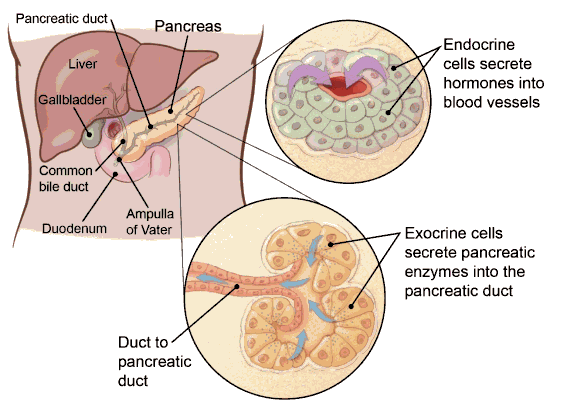 Pancreatic duct
Pancreas
Liver
Gallbladder
Common
bile duct
Duodenum
Ampulla
of Vater
Endocrine
cells secrete
hormones into
blood vessels
Exocrine cells
secrete pancreatic
enzymes into the
pancreatic duct
Duct to
pancreatic
duct